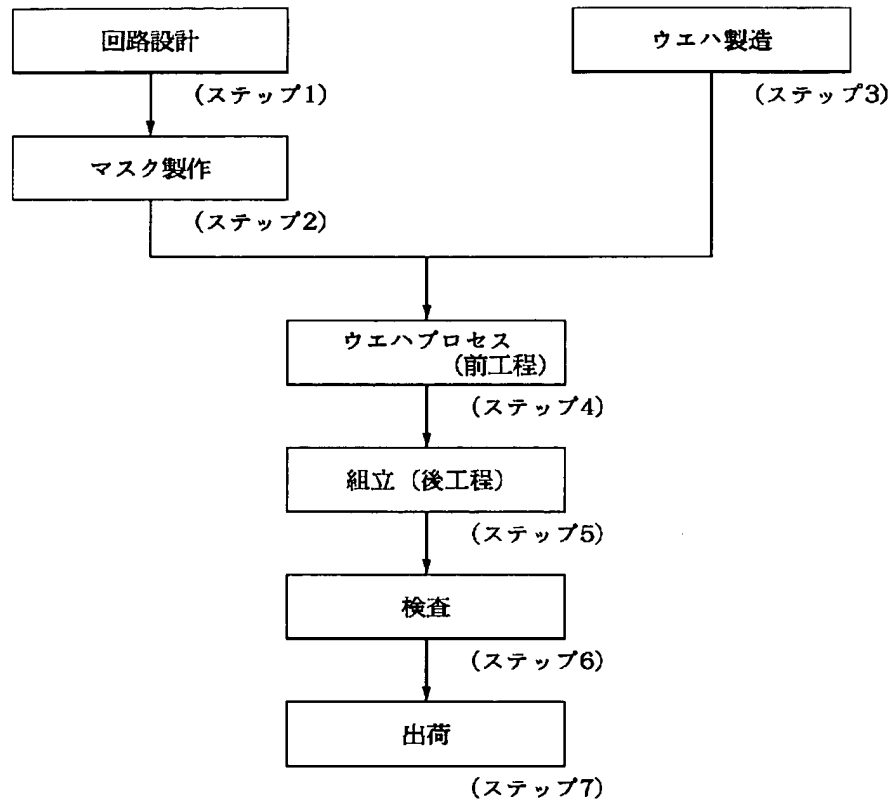 回路設計
(ステップ1)
マスク製作
(ステップ2)
ウエハ製造
(ステップ3)
ウエハプロセス
(前工程)
(ステップ4)
組立 (後工程)
(ステップ5)
検査
(ステップ6)
出荷
(ステップ7)